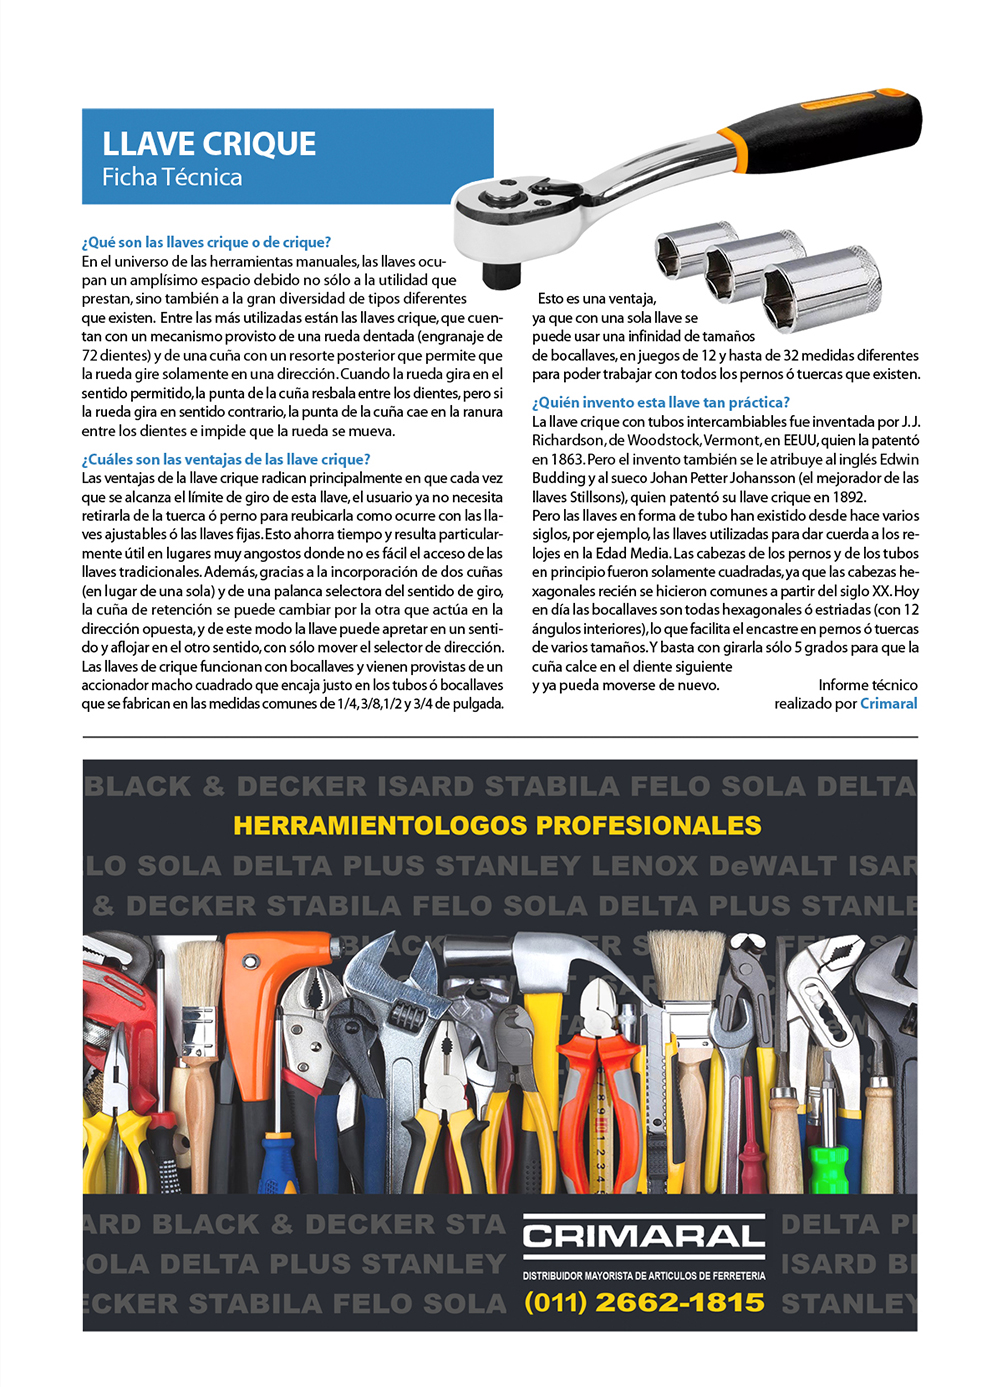 LLAVE CRIQUE
Ficha Técnica
¿Qué son las llaves crique o de crique?
En el universo de las herramientas manuales, las llaves ocu-
pan un amplísimo espacio debido no sólo a la utilidad que
prestan, sino también a la gran diversidad de tipos diferentes
que existen. Entre las más utilizadas están las llaves crique, que cuen-
tan con un mecanismo provisto de una rueda dentada (engranaje de
72 dientes) y de una cuña con un resorte posterior que permite que
la rueda gire solamente en una dirección. Cuando la rueda gira en el
sentido permitido, la punta de la cuña resbala entre los dientes, pero si
la rueda gira en sentido contrario, la punta de la cuña cae en la ranura
entre los dientes e impide que la rueda se mueva.
¿Cuáles son las ventajas de las llave crique?
Las ventajas de la llave crique radican principalmente en que cada vez
que se alcanza el límite de giro de esta llave, el usuario ya no necesita
retirarla de la tuerca ó perno para reubicarla como ocurre con las lla-
ves ajustables ó las llaves fijas. Esto ahorra tiempo y resulta particular-
mente útil en lugares muy angostos donde no es fácil el acceso de las
llaves tradicionales. Además, gracias a la incorporación de dos cuñas
(en lugar de una sola) y de una palanca selectora del sentido de giro,
la cuña de retención se puede cambiar por la otra que actúa en la
dirección opuesta, y de este modo la llave puede apretar en un senti-
do y aflojar en el otro sentido, con sólo mover el selector de dirección.
Las llaves de crique funcionan con bocallaves y vienen provistas de un
accionador macho cuadrado que encaja justo en los tubos ó bocallaves
que se fabrican en las medidas comunes de 1/4, 3/8, 1/2 y 3/4 de pulgada.
Esto es una ventaja,
ya que con una sola llave se
puede usar una infinidad de tamaños
de bocallaves, en juegos de 12 y hasta de 32 medidas diferentes
para poder trabajar con todos los pernos ó tuercas que existen.
¿Quién invento esta llave tan práctica?
La llave crique con tubos intercambiables fue inventada por J. J.
Richardson, de Woodstock, Vermont, en EEUU, quien la patentó
en 1863. Pero el invento también se le atribuye al inglés Edwin
Budding y al sueco Johan Petter Johansson (el mejorador de las
llaves Stillsons), quien patentó su llave crique en 1892.
Pero las llaves en forma de tubo han existido desde hace varios
siglos, por ejemplo, las llaves utilizadas para dar cuerda a los re-
lojes en la Edad Media. Las cabezas de los pernos y de los tubos
en principio fueron solamente cuadradas, ya que las cabezas he-
xagonales recién se hicieron comunes a partir del siglo XX. Hoy
en día las bocallaves son todas hexagonales ó estriadas (con 12
ángulos interiores), lo que facilita el encastre en pernos ó tuercas
de varios tamaños. Y basta con girarla sólo 5 grados para que la
cuña calce en el diente siguiente
y ya pueda moverse de nuevo.
Informe técnico
realizado por Crimaral
BLACK & DECKER ISARD STABILA FELO SOLA DELTA
HERRAMIENTOLOGOS PROFESIONALES
LO SOLA DELTA PLUS STANLEY LENOX DeWALT ISAR
& DECKER STABILA FELO SOLA DELTA PLUS STANLE
BLACK
ARD BLACK & DECKER STA
DELTA P
OLA DELTA PLUS STANLEY
ISARD B
ECKER STABILA FELO SOLA
STANLEY
CRIMARAL
DISTRIBUIDOR MAYORISTA DE ARTICULOS DE FERRETERIA
(011) 2662-1815